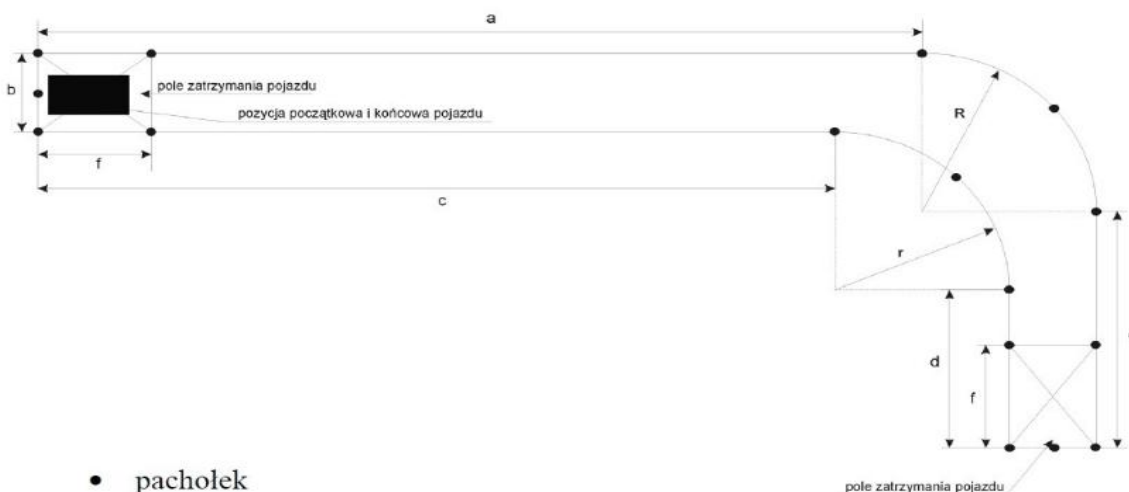 a
b
pole zatrzymania pojazdu
pozycja początkowa i końcowa pojazdu
f
c
R
r
d
f
pachołek
pole zatrzymania pojazdu